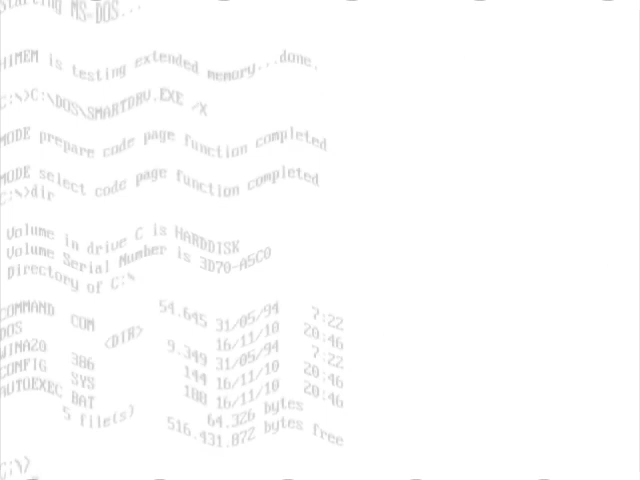 Starting MS-DOS...
HIMEM is testing extended memory...done.
C:\>C:\DOS\SMARTDRV.EXE /X
MODE prepare code page function completed
MODE select code page function completed
C:\>dir
Volume in drive C is HARDDISK
Volume Serial Number is 3D70-A5C0
Directory of C:\
COMMAND COM 54.645 31/05/94 7:22
DOS <DIR> 16/11/10 20:46
WINA20 386 9.349 31/05/94 7:22
CONFIG SYS 144 16/11/10 20:46
AUTOEXEC BAT 188 16/11/10 20:46
5 file(s) 64.326 bytes
516.431.872 bytes free
C:\>_